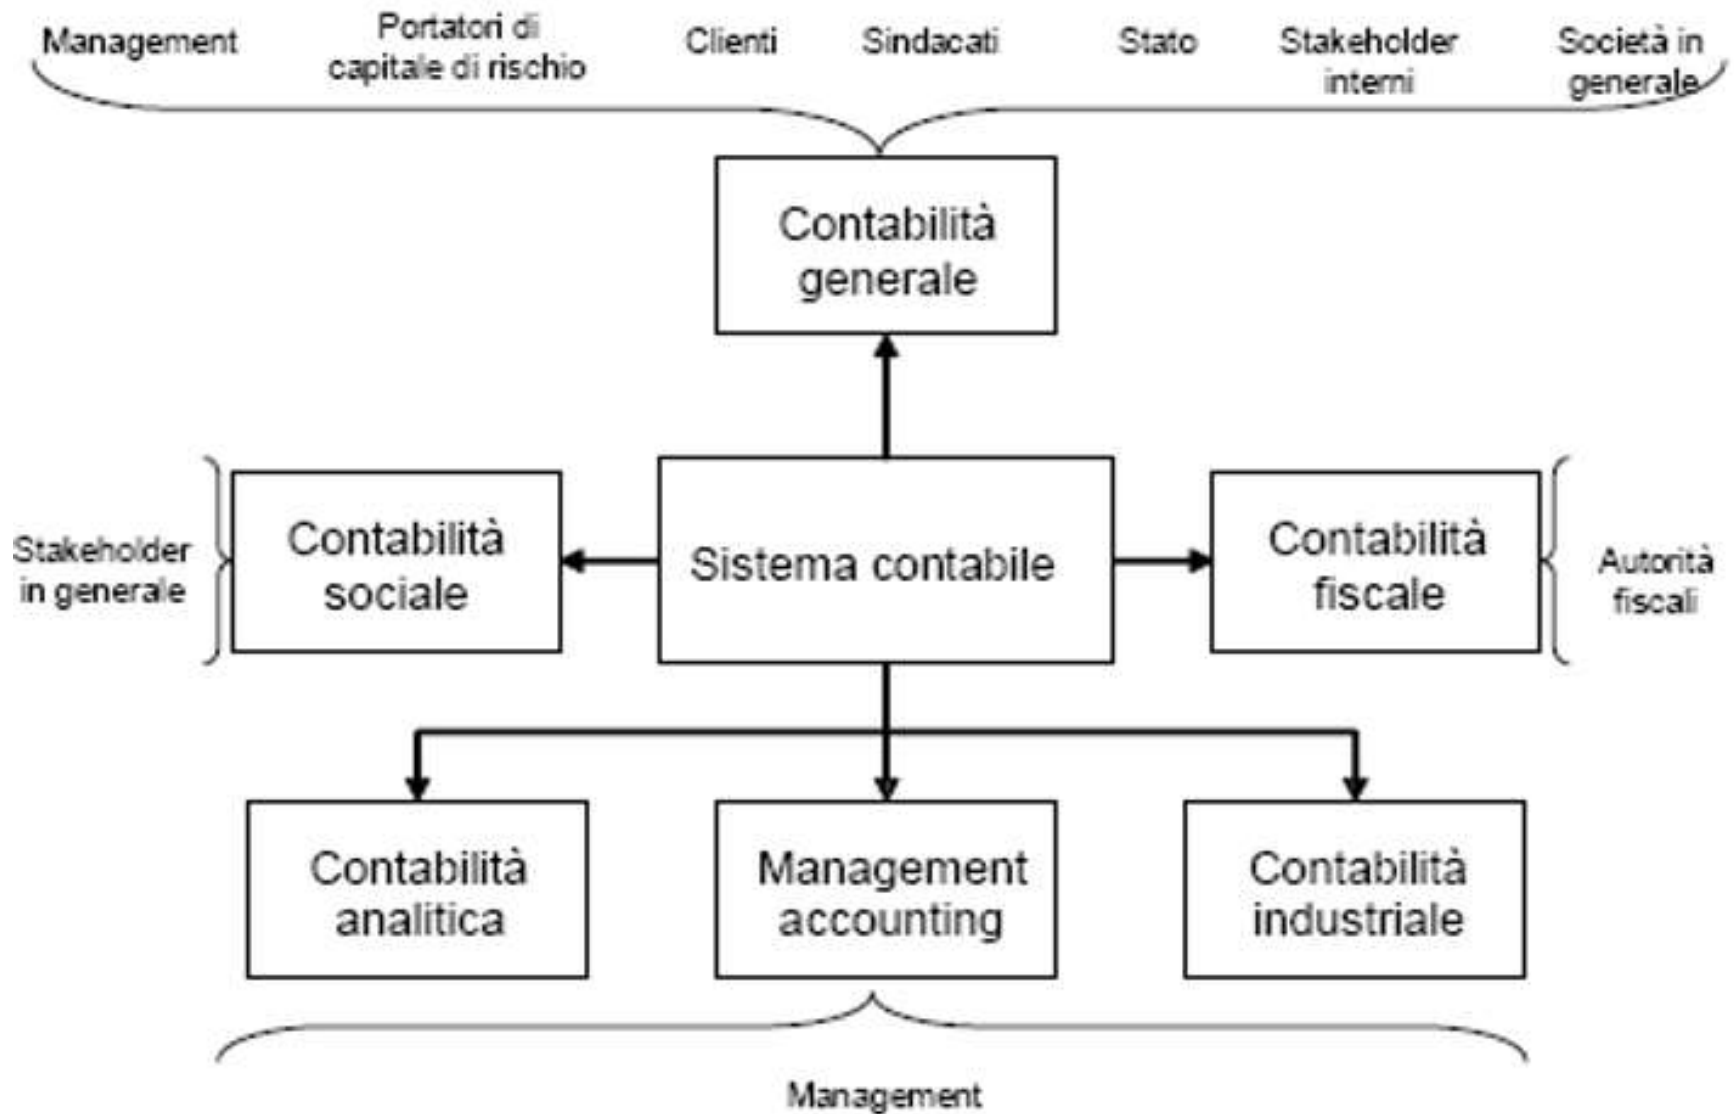 Management
Portatori di
capitale di rischio
Clienti
Sindacati
Stato
Stakeholder
interni
Società in
generale
Contabilità
generale
Stakeholder
in generale
Contabilità
sociale
Sistema contabile
Contabilità
fiscale
Autorità
fiscali
Contabilità
analitica
Management
accounting
Contabilità
industriale
Management